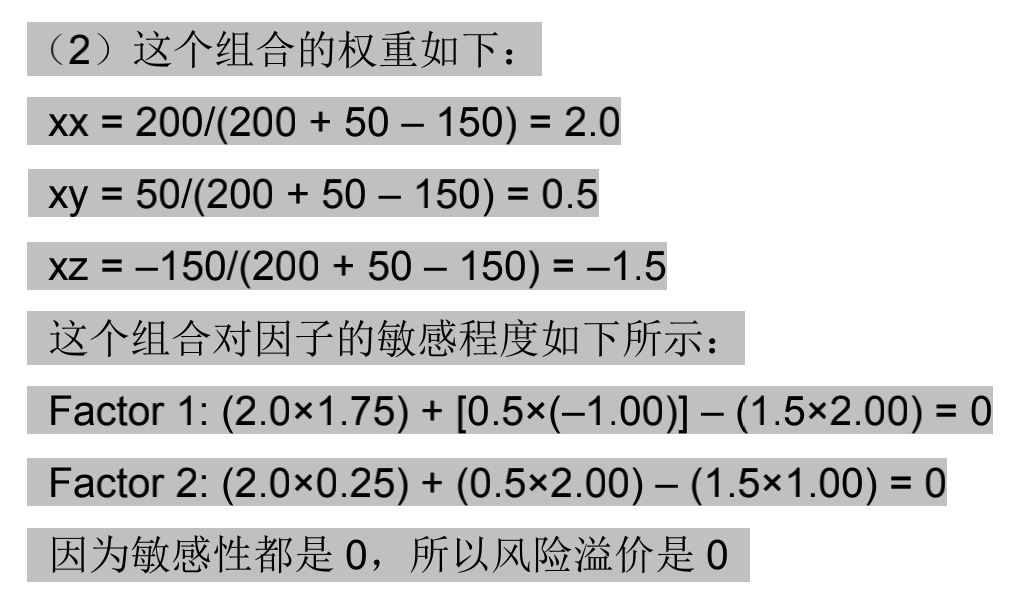 （2）这个组合的权重如下：
xx = 200/(200 + 50 – 150) = 2.0
xy = 50/(200 + 50 – 150) = 0.5
xz = –150/(200 + 50 – 150) = –1.5
这个组合对因子的敏感程度如下所示：
Factor 1: (2.0×1.75) + [0.5×(–1.00)] – (1.5×2.00) = 0
Factor 2: (2.0×0.25) + (0.5×2.00) – (1.5×1.00) = 0
因为敏感性都是 0，所以风险溢价是 0